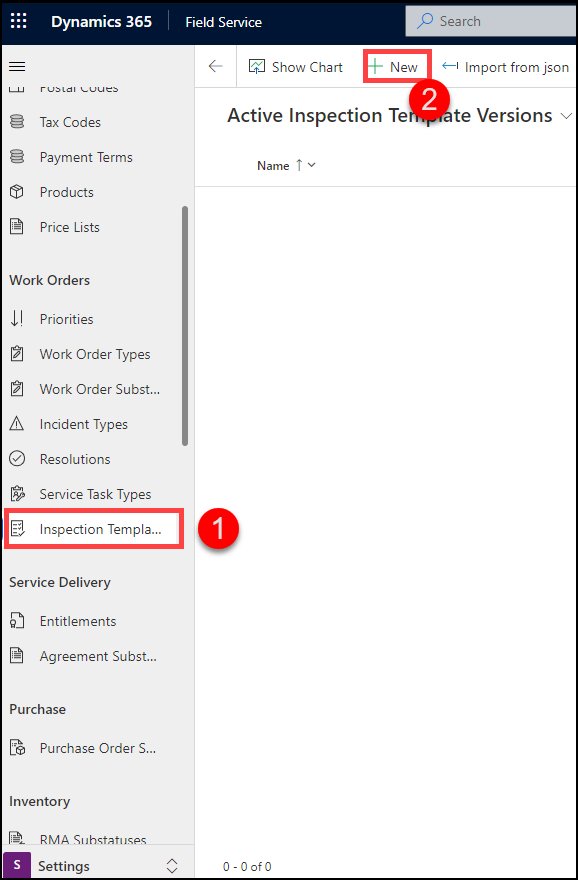 Dynamics 365
Field Service
Search
Show Chart
New
Import from json
2
Active Inspection Template Versions
Name
Postal Codes
Tax Codes
Payment Terms
Products
Price Lists
Work Orders
Priorities
Work Order Types
Work Order Subst...
Incident Types
Resolutions
Service Task Types
Inspection Templa...
1
Service Delivery
Entitlements
Agreement Subst...
Purchase
Purchase Order S...
Inventory
RMA Substatuses
S
Settings
0 - 0 of 0